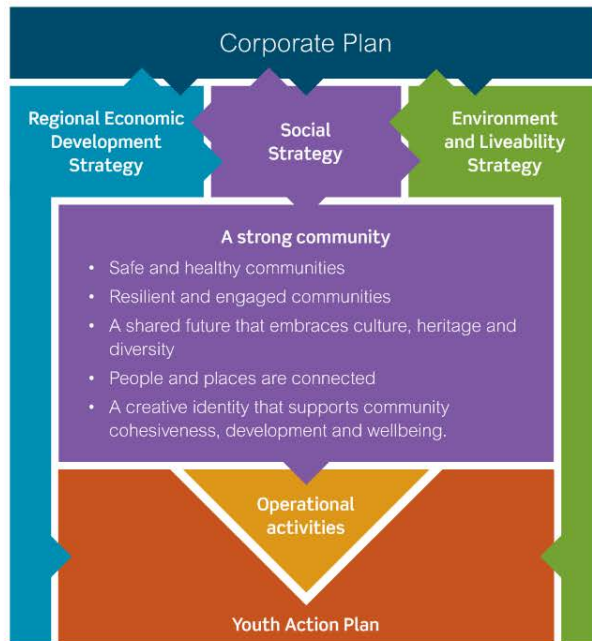 Corporate Plan
Regional Economic
Development
Strategy
Social
Strategy
Environment
and Liveability
Strategy
A strong community
• Safe and healthy communities
• Resilient and engaged communities
• A shared future that embraces culture, heritage and
diversity
• People and places are connected
• A creative identity that supports community
cohesiveness, development and wellbeing.
Operational
activities
Youth Action Plan